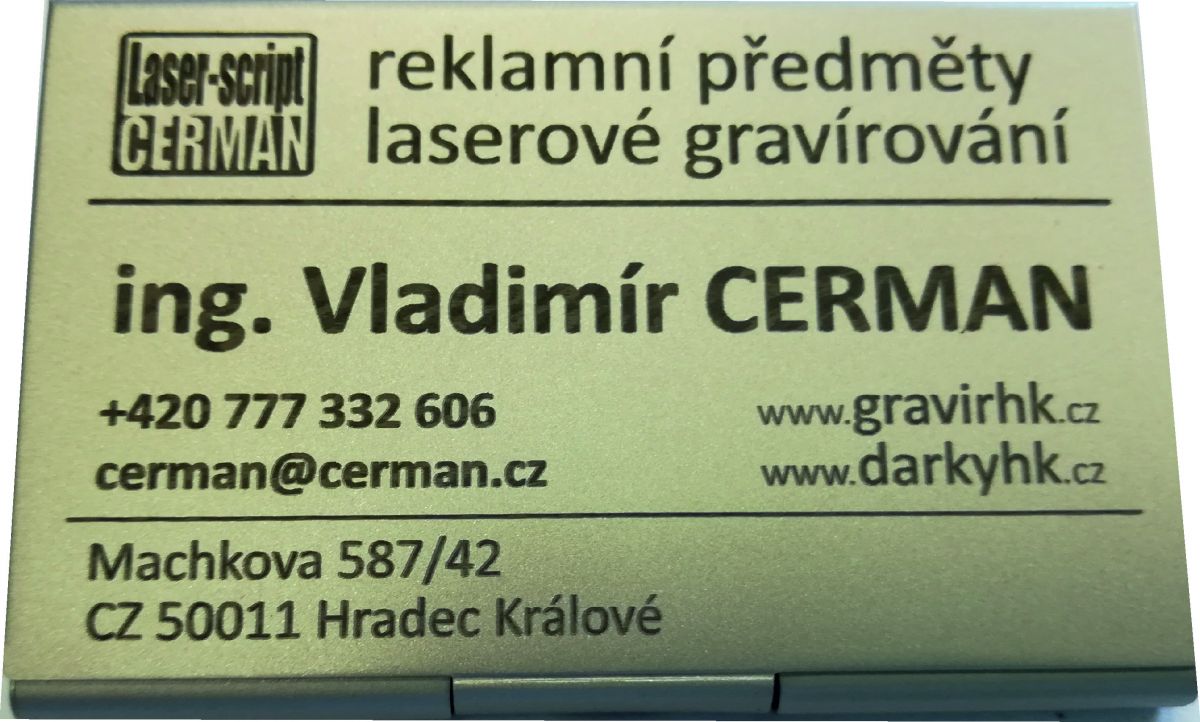 Laser-script
CERMAN
reklamní předměty
laserové gravírování
ing. Vladimír CERMAN
+420 777 332 606
cerman@cerman.cz
www.gravirhk.cz
www.darkyhk.cz
Machkova 587/42
CZ 50011 Hradec Králové